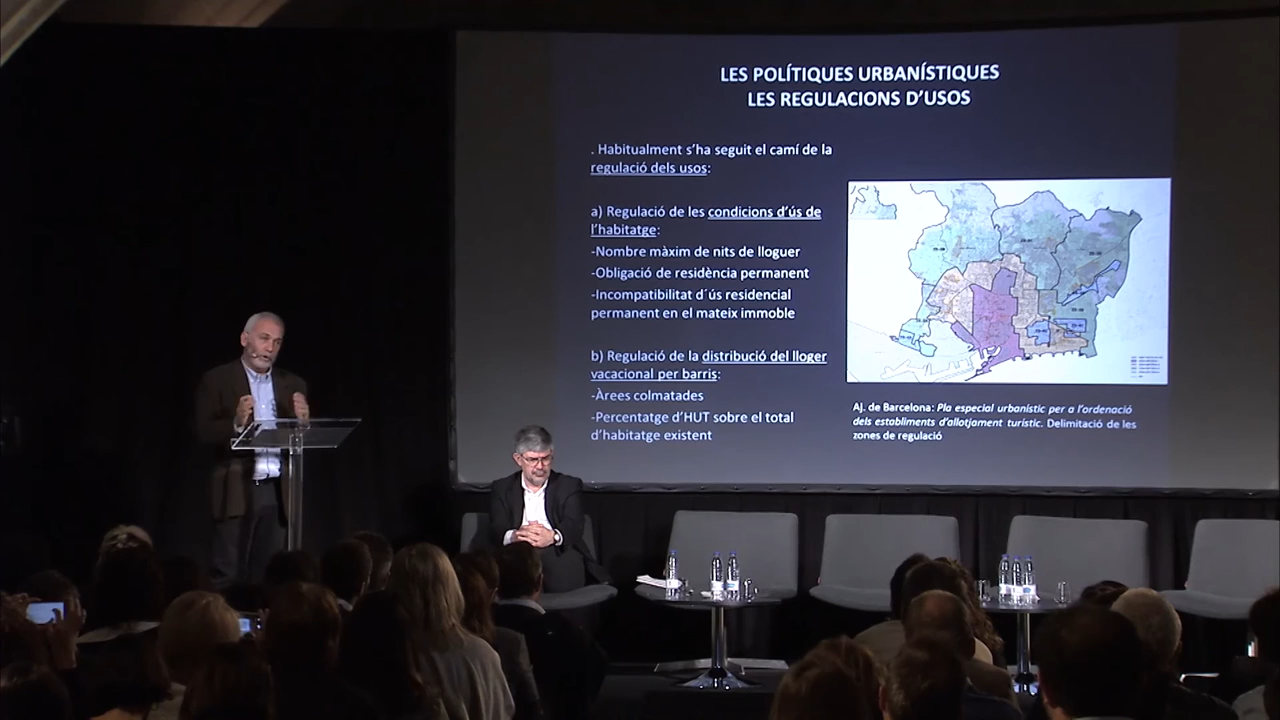 LES POLÍTIQUES URBANÍSTIQUES
LES REGULACIONS D'USOS
. Habitualment s'ha seguit el camí de la
regulació dels usos:
a) Regulació de les condicions d'ús de
l'habitatge:
-Nombre màxim de nits de lloguer
-Obligació de residència permanent
-Incompatibilitat d´ús residencial
permanent en el mateix immoble
b) Regulació de la distribució del lloguer
vacacional per barris:
-Àrees colmatades
-Percentatge d'HUT sobre el total
d'habitatge existent
AJ. de Barcelona: Pla especial urbanístic per a l'ordenació
dels establiments d'allotjament turístic. Delimitació de les
zones de regulació